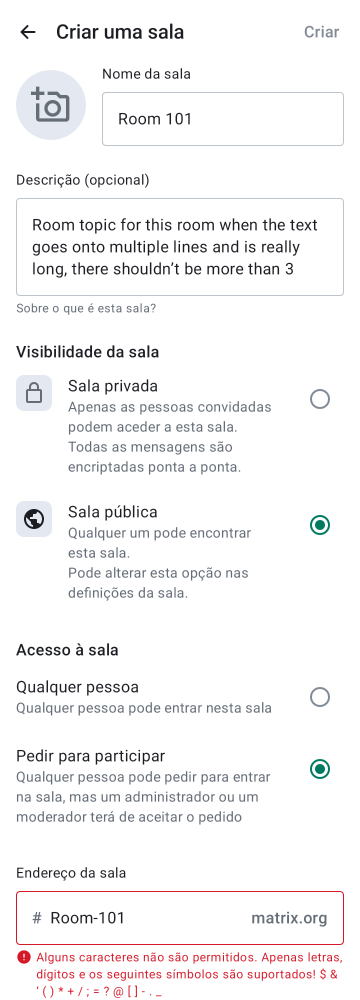 Criar uma sala
Criar
Nome da sala
Room 101
Descrição (opcional)
Room topic for this room when the text
goes onto multiple lines and is really
long, there shouldn’t be more than 3
Sobre o que é esta sala?
Visibilidade da sala
Sala privada
Apenas as pessoas convidadas
podem aceder a esta sala.
Todas as mensagens são
encriptadas ponta a ponta.
Sala pública
Qualquer um pode encontrar
esta sala.
Pode alterar esta opção nas
definições da sala.
Acesso à sala
Qualquer pessoa
Qualquer pessoa pode entrar nesta sala
Pedir para participar
Qualquer pessoa pode pedir para entrar
na sala, mas um administrador ou um
moderador terá de aceitar o pedido
Endereço da sala
# Room-101 matrix.org
Alguns caracteres não são permitidos. Apenas letras,
dígitos e os seguintes símbolos são suportados! $ &
‘ ( ) * + / ; = ? @ [ ] - . _